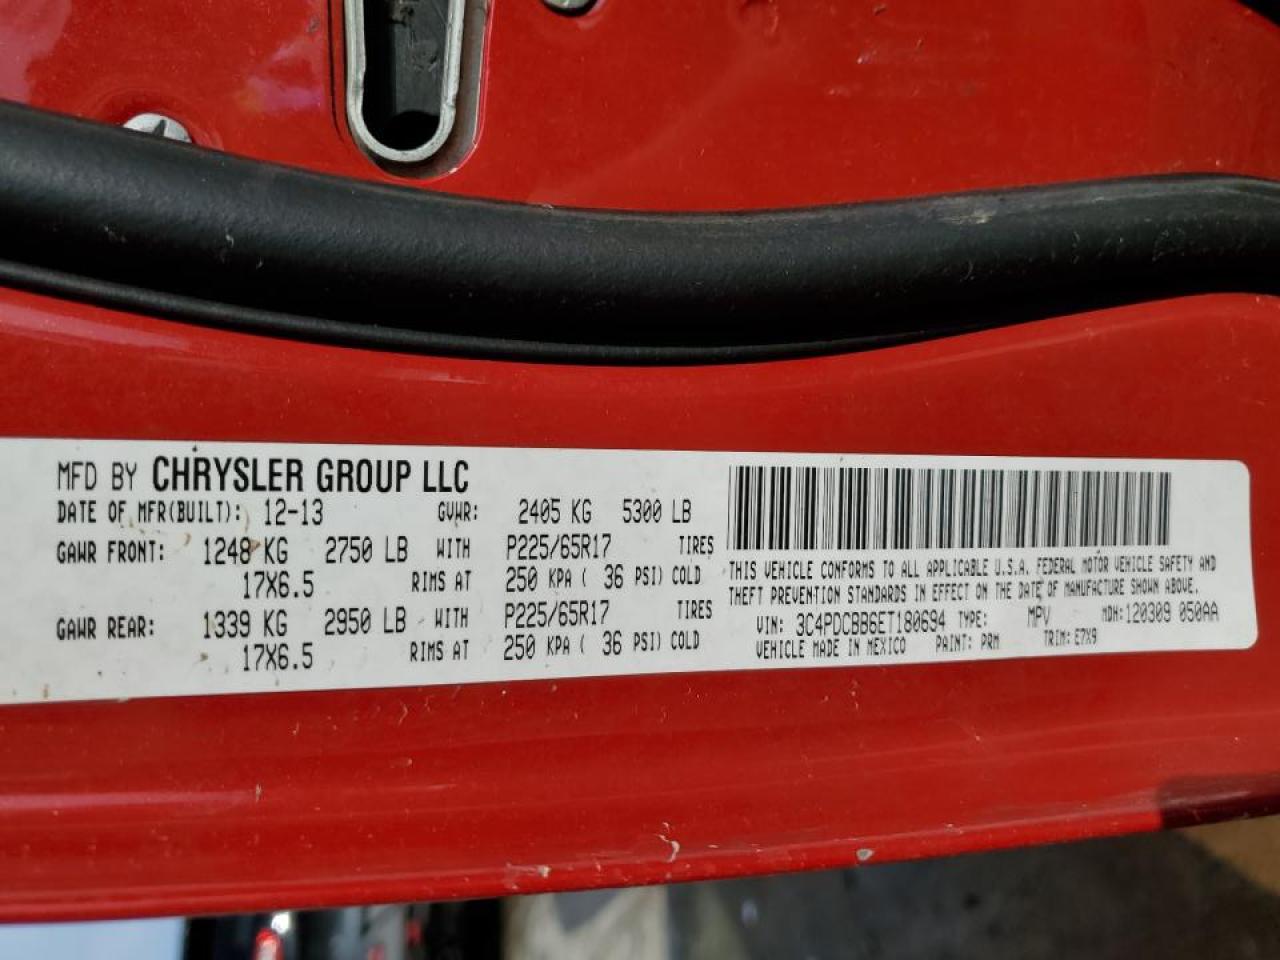 MFD BY CHRYSLER GROUP LLC
DATE OF MFR(BUILT): 12-13 GVWR: 2405 KG 5300 LB
GAWR FRONT: 1248 KG 2750 LB WITH P225/65R17 TIRES
17X6.5 RIMS AT 250 KPA ( 36 PSI) COLD
GAWR REAR: 1339 KG 2950 LB WITH P225/65R17 TIRES
17X6.5 RIMS AT 250 KPA ( 36 PSI) COLD
THIS VEHICLE CONFORMS TO ALL APPLICABLE U.S.A. FEDERAL MOTOR VEHICLE SAFETY AND
THEFT PREVENTION STANDARDS IN EFFECT ON THE DATE OF MANUFACTURE SHOWN ABOVE.
VIN: 3C4PDCBB6ET180694 TYPE: MPV MDH:120309 050AA
VEHICLE MADE IN MEXICO PAINT: PRM TRIM: E7X9